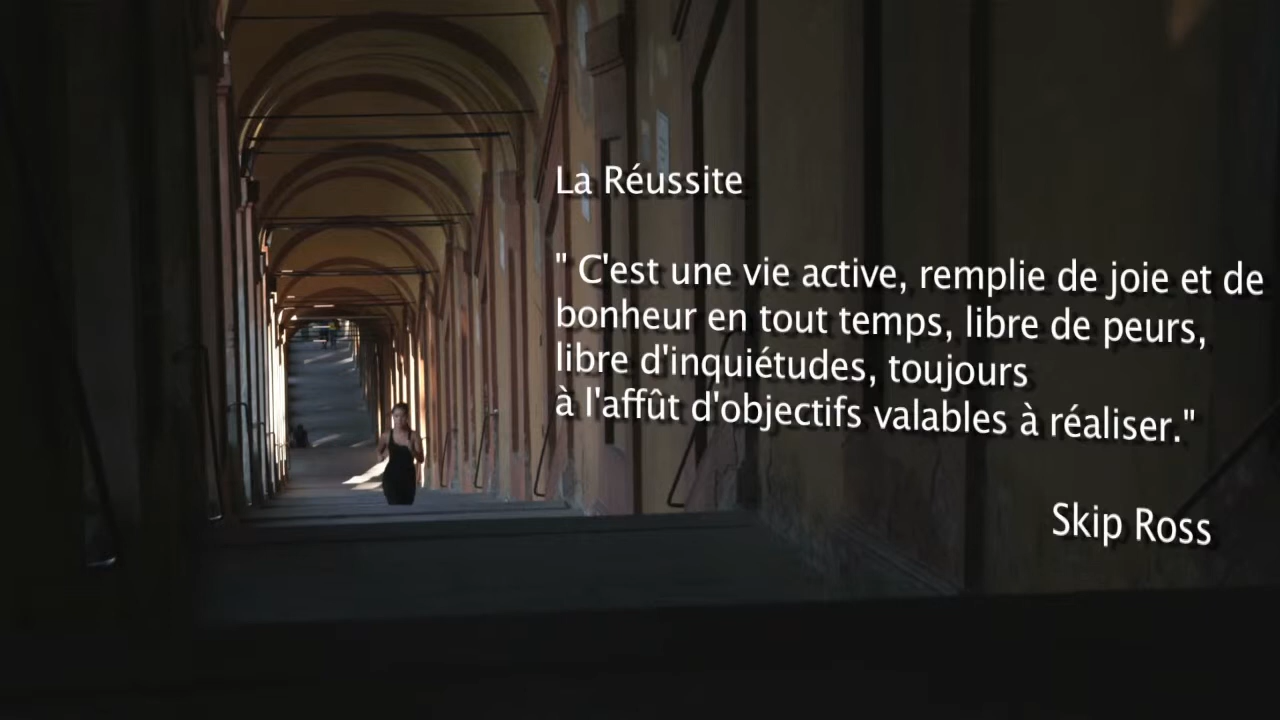 La Réussite
" C'est une vie active, remplie de joie et de
bonheur en tout temps, libre de peurs,
libre d'inquiétudes, toujours
à l'affût d'objectifs valables à réaliser."
Skip Ross